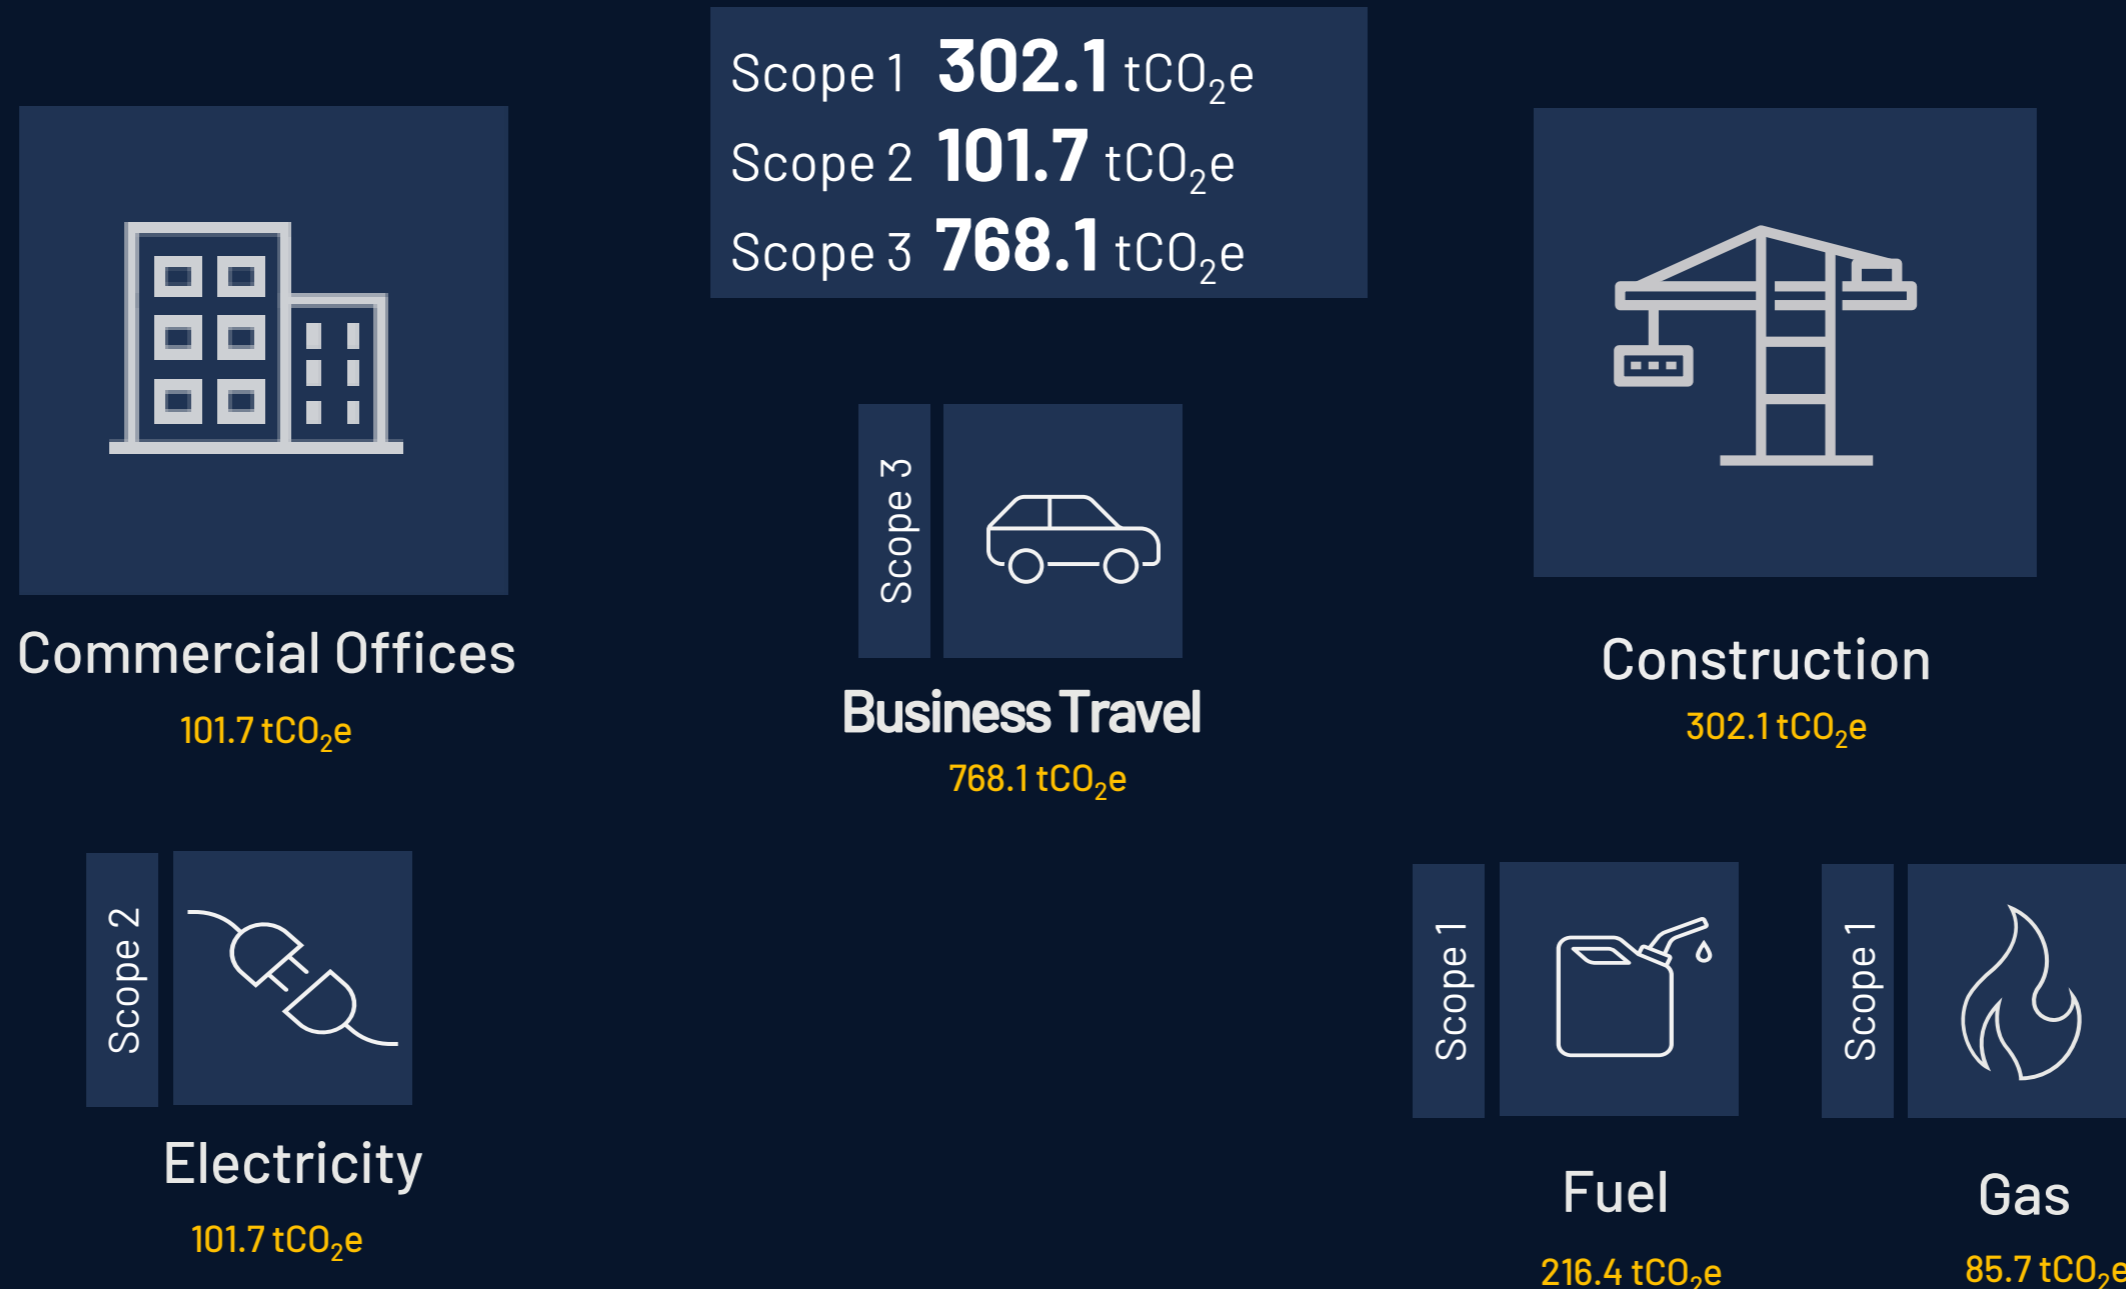 Scope 1 302.1 tCO₂e
Scope 2 101.7 tCO₂e
Scope 3 768.1 tCO₂e
Commercial Offices
101.7 tCO₂e
Scope 3
Business Travel
768.1 tCO₂e
Construction
302.1 tCO₂e
Scope 2
Electricity
101.7 tCO₂e
Scope 1
Fuel
216.4 tCO₂e
Scope 1
Gas
85.7 tCO₂e